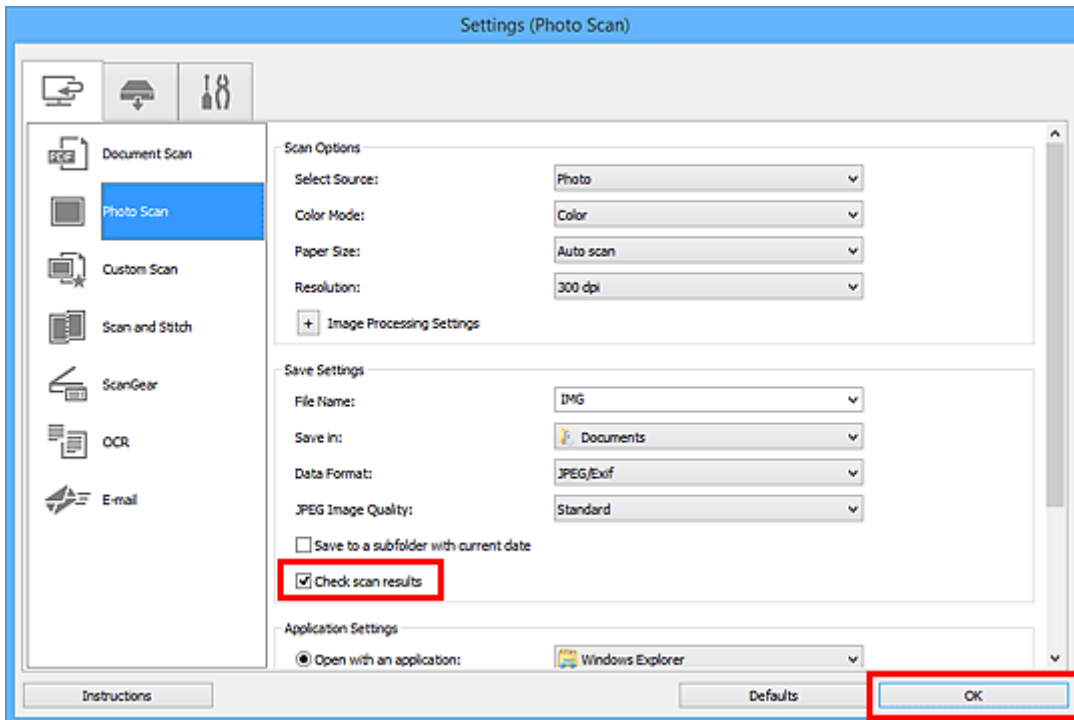 Settings (Photo Scan)
Document Scan
Photo Scan
Custom Scan
Scan and Stitch
ScanGear
OCR
E-mail
Scan Options
Select Source: Photo
Color Mode: Color
Paper Size: Auto scan
Resolution: 300 dpi
+ Image Processing Settings
Save Settings
File Name: IMG
Save in: Documents
Data Format: JPEG/Exif
JPEG Image Quality: Standard
Save to a subfolder with current date
Check scan results
Application Settings
Open with an application: Windows Explorer
Instructions
Defaults
OK